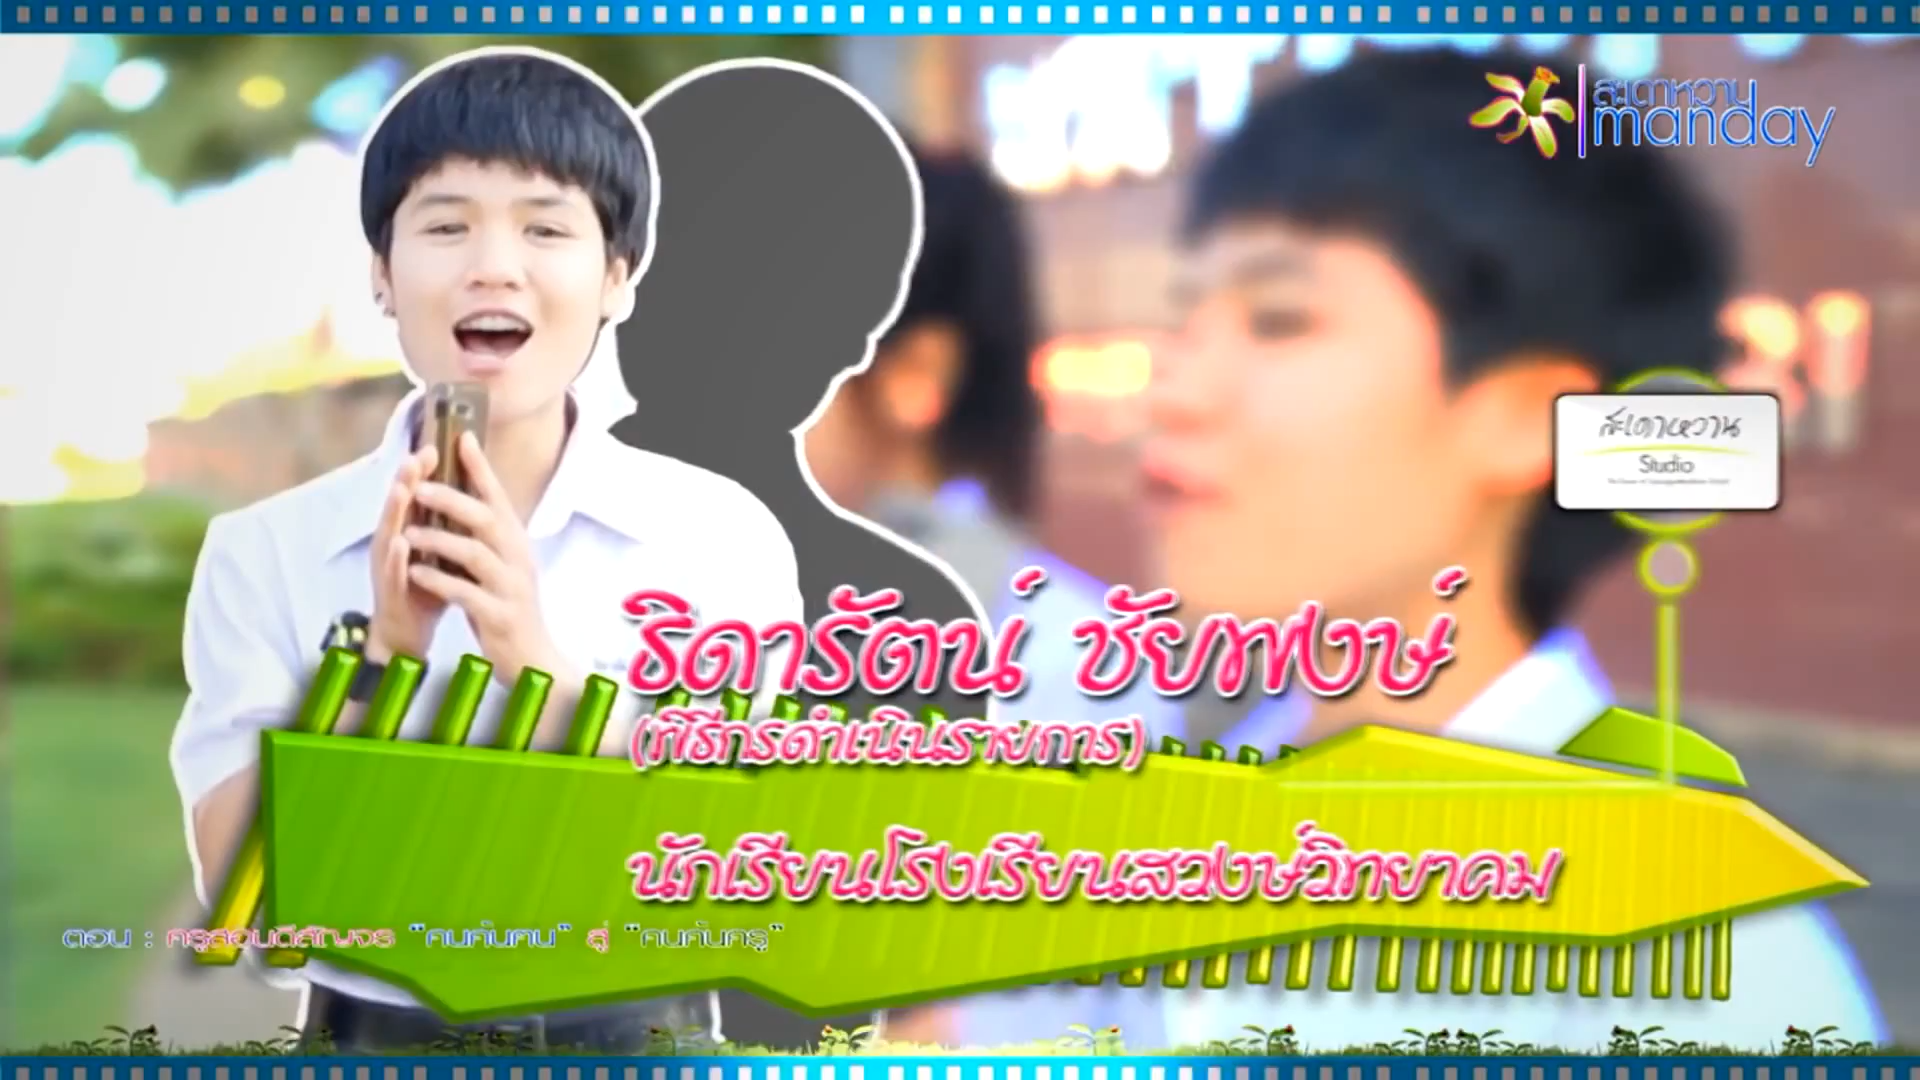 สะเดาหวาน
manday
สะเดาหวาน
Studio
ธิดารัตน์ ชัยพงษ์
(พิธีกรดำเนินรายการ)
นักเรียนโรงเรียนสวงษ์วิทยาคม
ตอน : ครูสอนดีสัญจร "คนค้นฅน" สู่ "คนค้นครู"